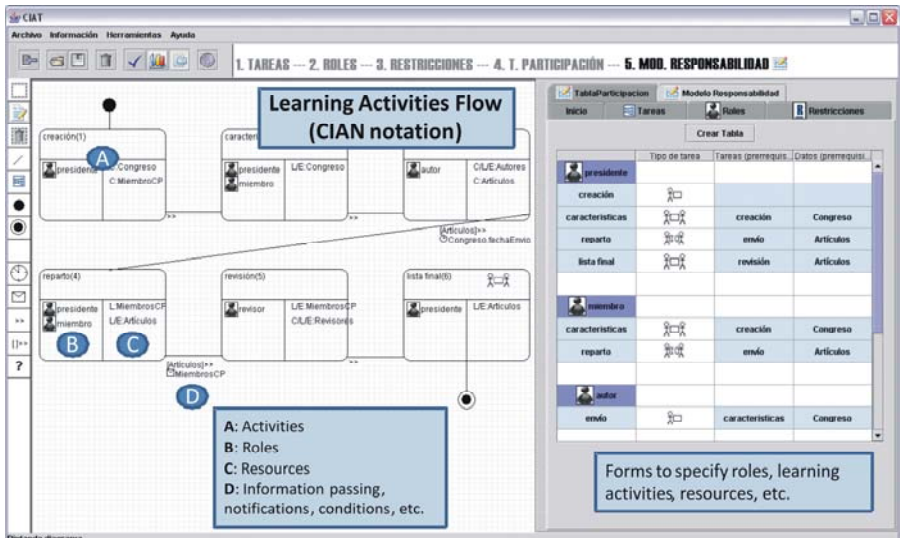 CIAT
Archivo Información Herramientas Ayuda
1. TAREAS --- 2. ROLES --- 3. RESTRICCIONES --- 4. T. PARTICIPACIÓN --- 5. MOD. RESPONSABILIDAD
Learning Activities Flow
(CIAN notation)
creación(1)
A
presidente
C:Congreso
C:MiembroCP
presidente
miembro
L/E:Congreso
autor
C/L/E:Autores
C:Artículos
>>
>>
[Artículos]>>
Congreso.fechaEnvio
reparto(4)
presidente
miembro
L:MiembrosCP
L/E:Artículos
B
C
revisión(5)
revisor
L/E:MiembrosCP
C/L/E:Revisores
lista final(6)
presidente
L/E:Artículos
[Artículos]>>
MiembrosCP
>>
D
A: Activities
B: Roles
C: Resources
D: Information passing,
notifications, conditions, etc.
TablaParticipacion Modelo Responsabilidad
Inicio Tareas Roles R Restricciones
Crear Tabla
Tipo de tarea Tareas (prerrequis... Datos (prerrequisi...
presidente
creación
características creación Congreso
reparto envío Artículos
lista final revisión Artículos
miembro
características creación Congreso
reparto envío Artículos
autor
envío características Congreso
Forms to specify roles, learning
activities, resources, etc.
>>
[]>>
?